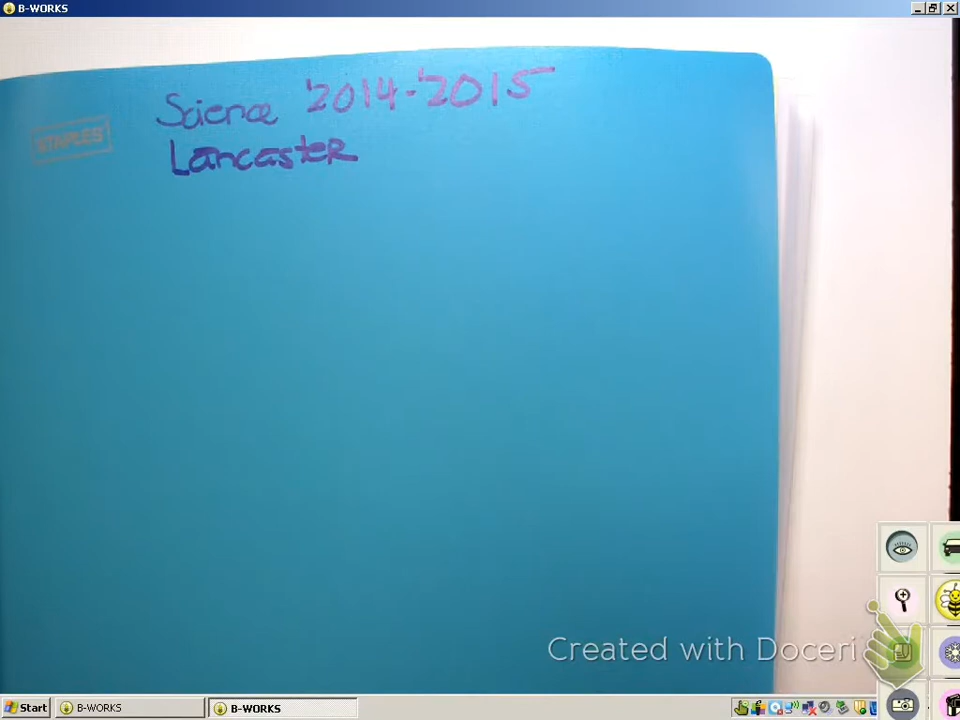 B-WORKS
Science '2014-'2015
STAPLES
Lancaster
Created with Doceri
Start
B-WORKS
B-WORKS